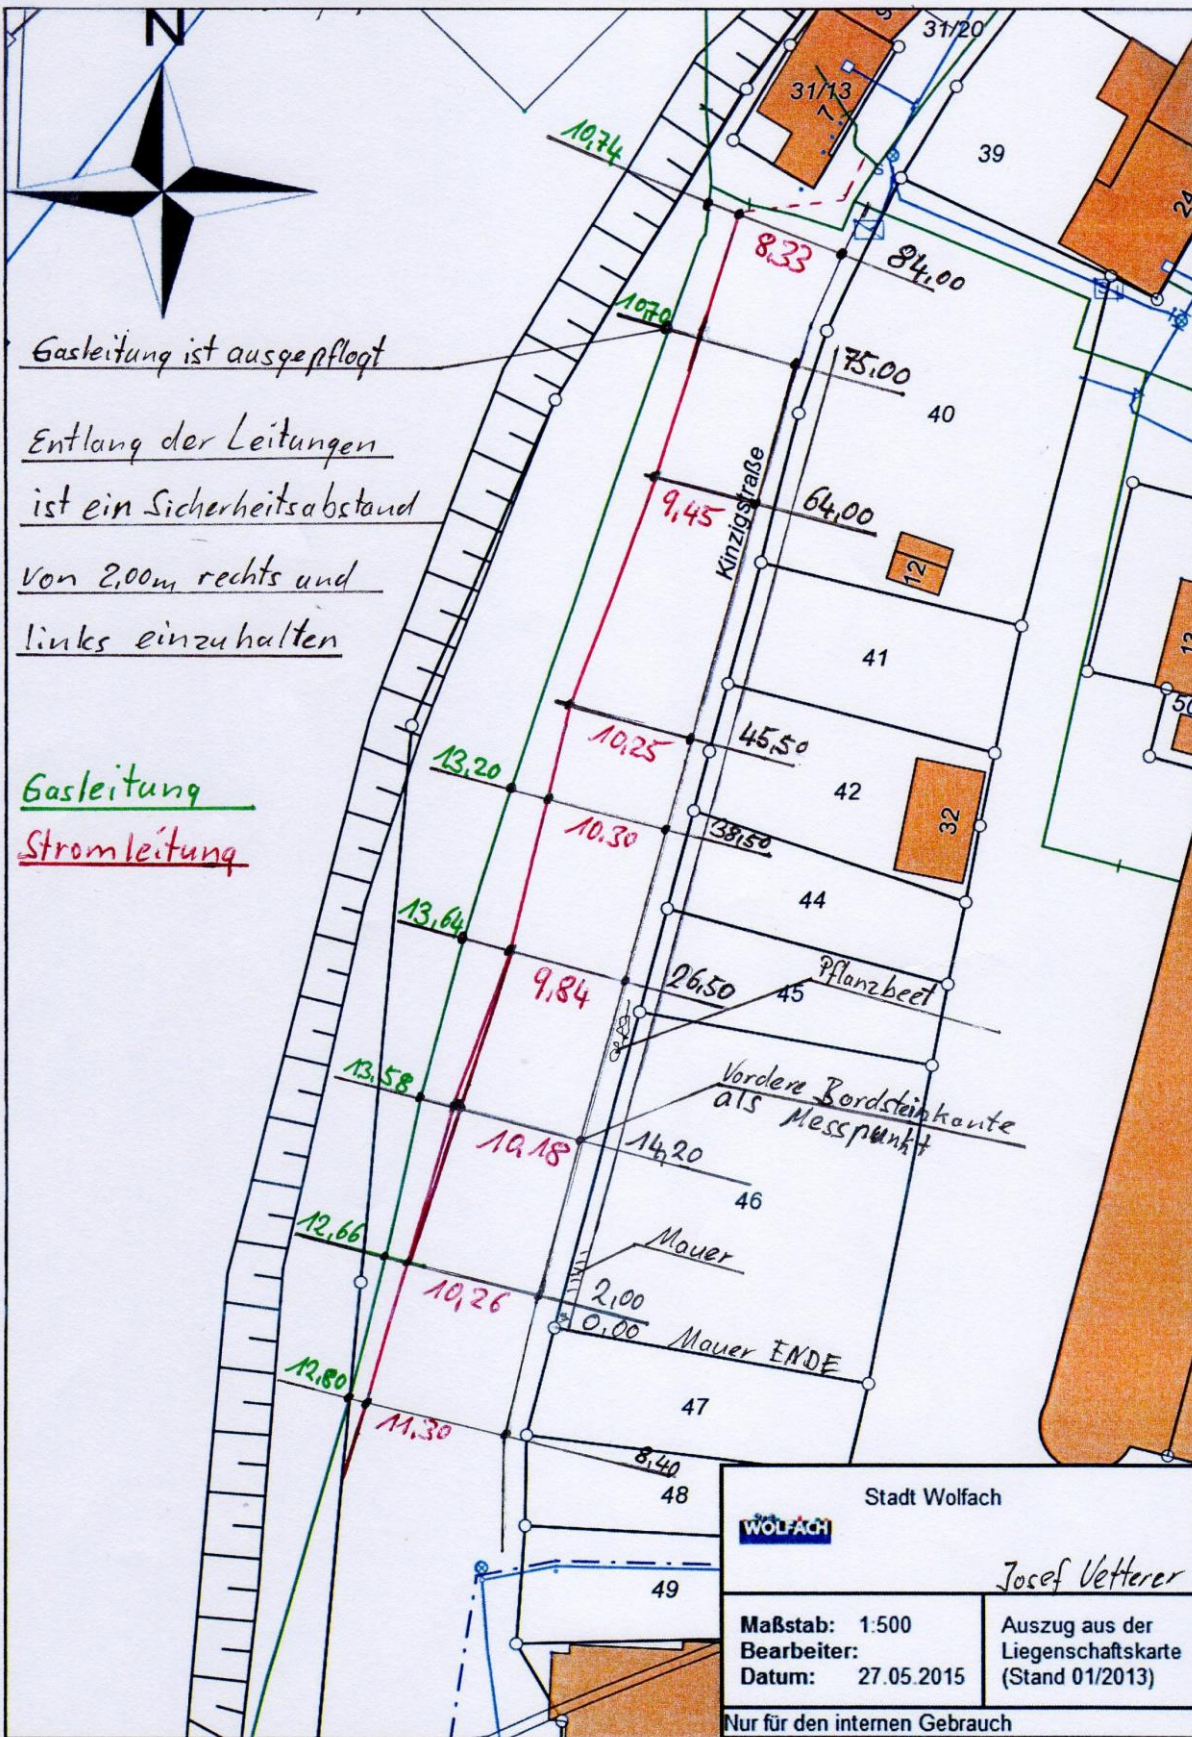 N
31/20
31/13
7
39
24
10,74
8,33
84,00
10,70
Gasleitung ist ausgepflogt
75,00
40
Entlang der Leitungen
ist ein Sicherheitsabstand
von 2,00m rechts und
links einzuhalten
9,45
Kinzigstraße
64,00
12
41
13
50
10,25
45,50
Gasleitung
Stromleitung
13,20
10,30
38,50
42
32
44
13,64
9,84
26,50
45
Pflanzbeet
13,58
10,18
14,20
Vordere Bordsteinkante
als Messpunkt
46
12,66
10,26
Mauer
2,00
0,00
Mauer ENDE
12,80
11,30
47
8,40
48
49
Stadt Wolfach
Stadt
WOLFACH
Josef Vetterer
Maßstab: 1:500
Bearbeiter:
Datum: 27.05.2015
Auszug aus der
Liegenschaftskarte
(Stand 01/2013)
Nur für den internen Gebrauch